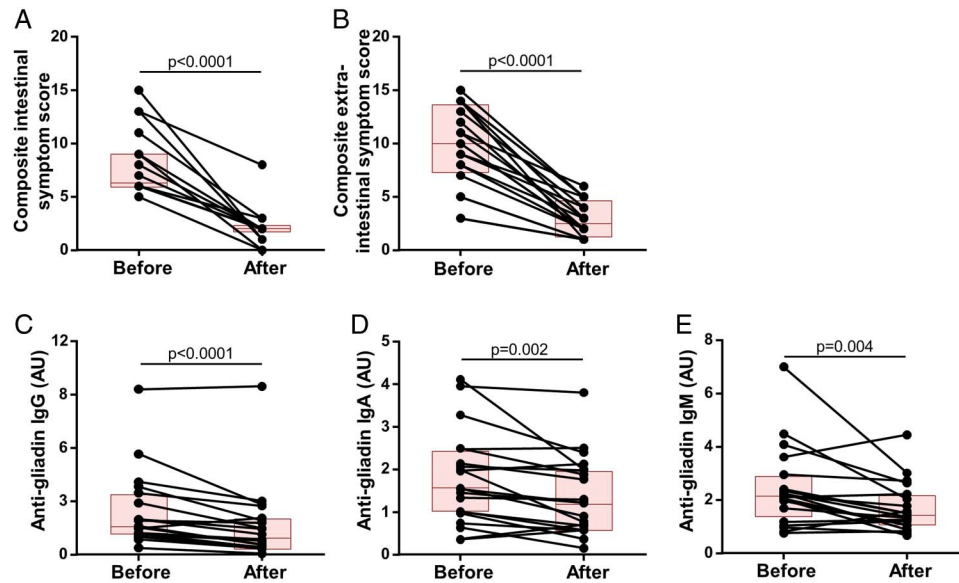 A
Composite intestinal
symptom score
20
15
10
5
0
p<0.0001
Before
After
B
Composite extra-
intestinal symptom score
20
15
10
5
0
p<0.0001
Before
After
C
Anti-gliadin IgG (AU)
12
8
6
3
0
p<0.0001
Before
After
D
Anti-gliadin IgA (AU)
5
4
3
2
1
0
p=0.002
Before
After
E
Anti-gliadin IgM (AU)
8
6
4
2
0
p=0.004
Before
After